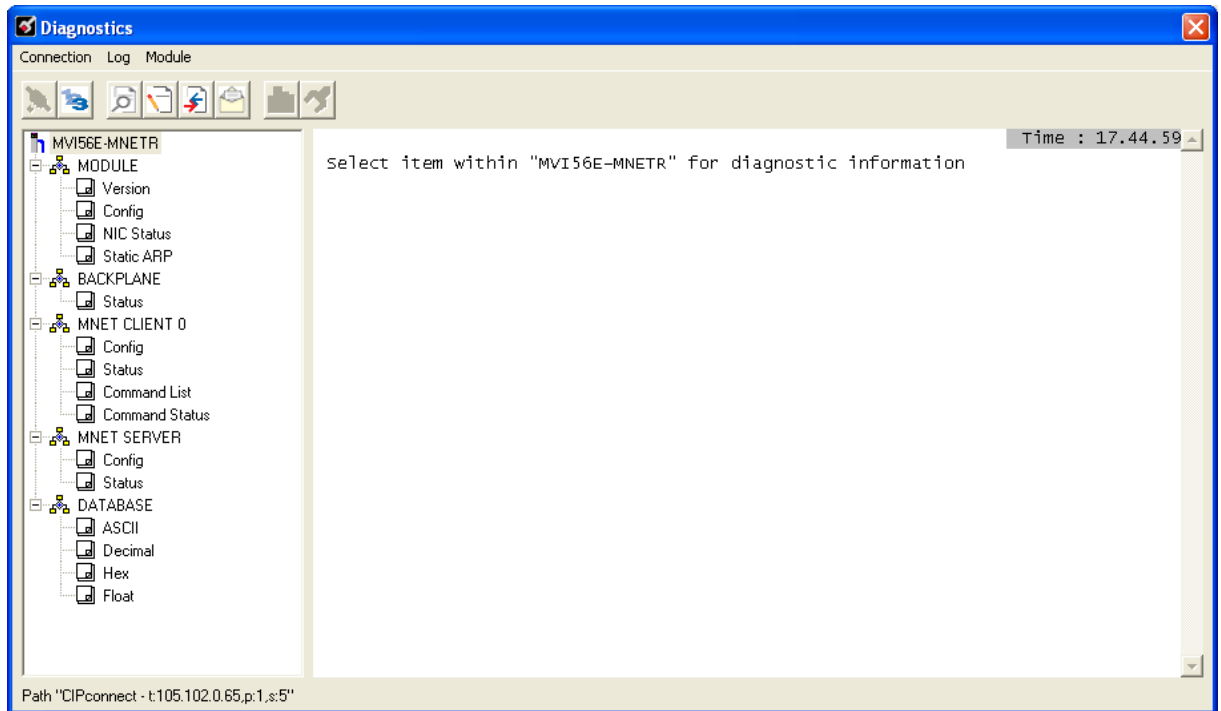 Diagnostics
Connection Log Module
Time : 17.44.59
MVI56E-MNETR
Select item within "MVI56E-MNETR" for diagnostic information
MODULE
Version
Config
NIC Status
Static ARP
BACKPLANE
Status
MNET CLIENT 0
Config
Status
Command List
Command Status
MNET SERVER
Config
Status
DATABASE
ASCII
Decimal
Hex
Float
Path "CIPconnect - t:105.102.0.65,p:1,s:5"